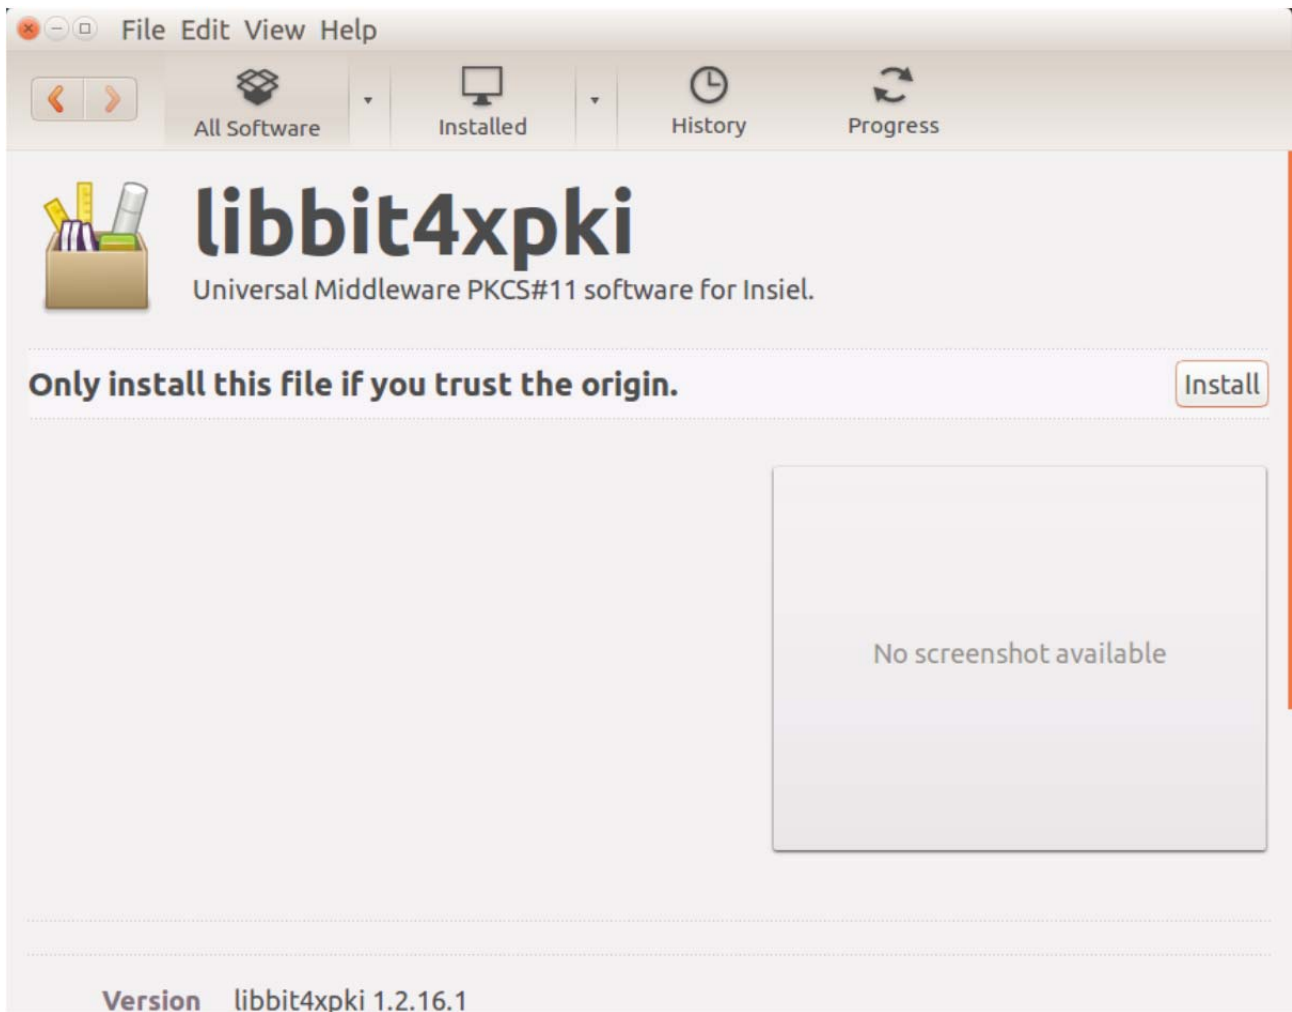 File Edit View Help
All Software Installed History Progress
libbit4xpki
Universal Middleware PKCS#11 software for Insiel.
Only install this file if you trust the origin. Install
No screenshot available
Version libbit4xpki 1.2.16.1